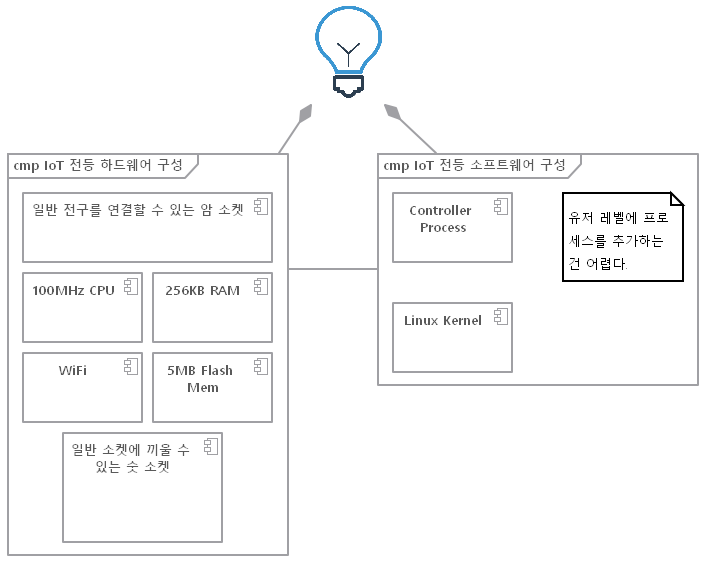 cmp IoT 전등 하드웨어 구성
일반 전구를 연결할 수 있는 암 소켓
100MHz CPU
256KB RAM
WiFi
5MB Flash
Mem
일반 소켓에 끼울 수
있는 숫 소켓
cmp IoT 전등 소프트웨어 구성
Controller
Process
유저 레벨에 프로
세스를 추가하는
건 어렵다.
Linux Kernel